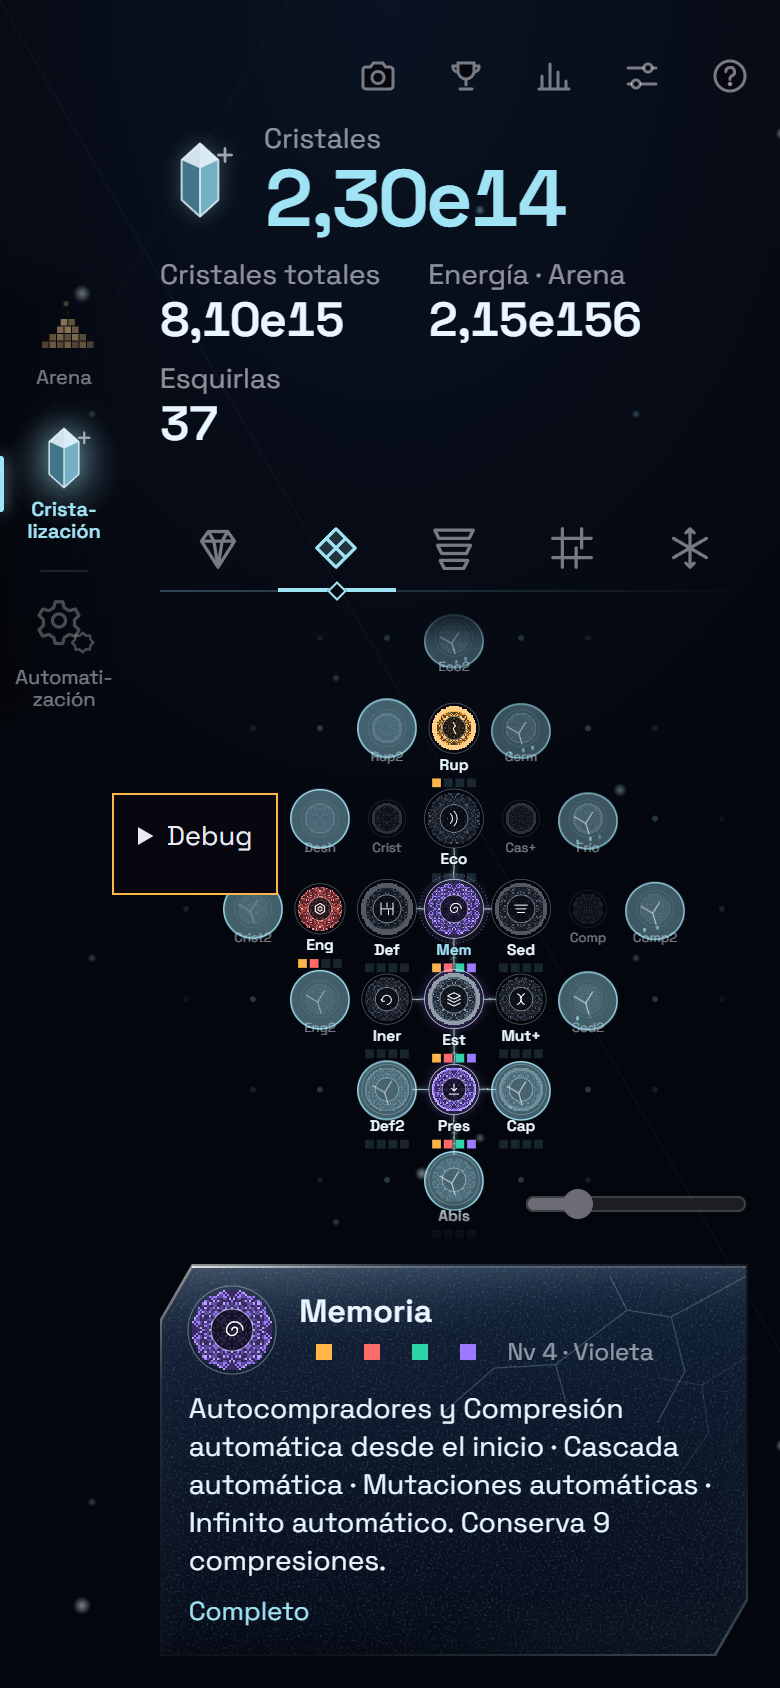 Cristales
2,30e14
Cristales totales
Energía · Arena
8,10e15
2,15e156
Esquirlas
37
Arena
Crista-
lización
Automati-
zación
Eco2
Rup2
Germ
Rup
Debug
Desh
Crist
Cas+
Frío
Eco
Crist2
Eng
Def
Mem
Sed
Comp
Comp2
Eng2
Iner
Est
Mut+
Sed2
Def2
Pres
Cap
Abis
Memoria
Nv 4 · Violeta
Autocompradores y Compresión
automática desde el inicio · Cascada
automática · Mutaciones automáticas ·
Infinito automático. Conserva 9
compresiones.
Completo